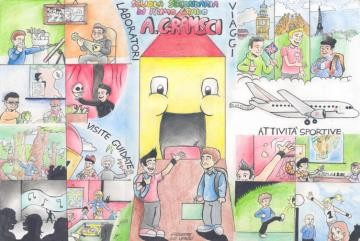 SCUOLA SECONDARIA
DI PRIMO GRADO
A. GRAMSCI
LABORATORI
VIAGGI
VISITE GUIDATE
ATTIVITÀ SPORTIVE